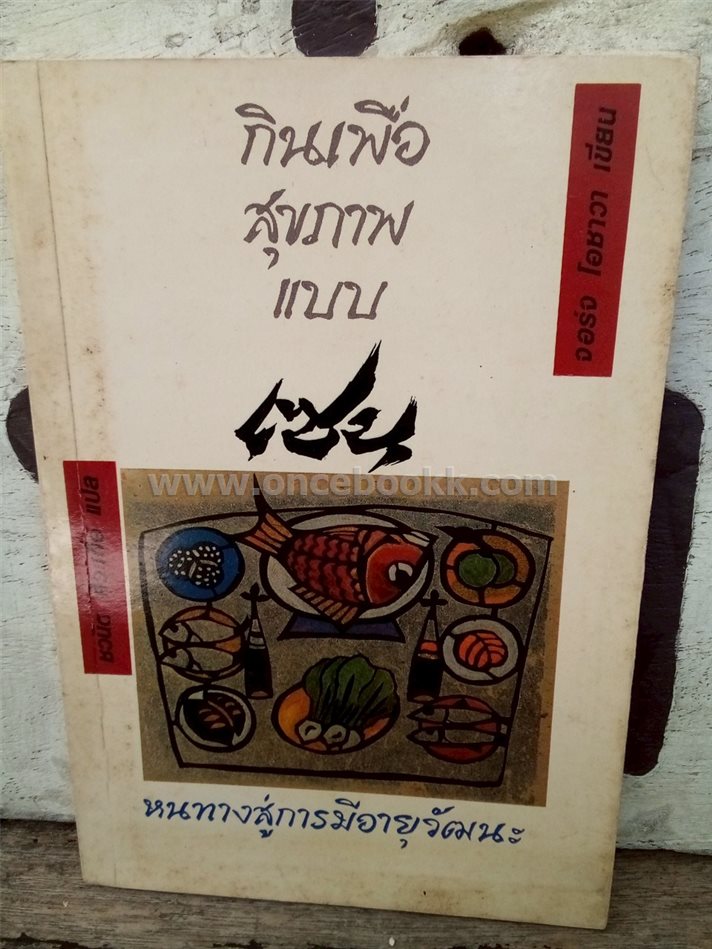 กินเพื่อ
สุขภาพ
แบบ
เซน
จอร์จ โอซาวา เขียน
แปล
www.oncebookk.com
หนทางสู่การมีอายุวัฒนะ